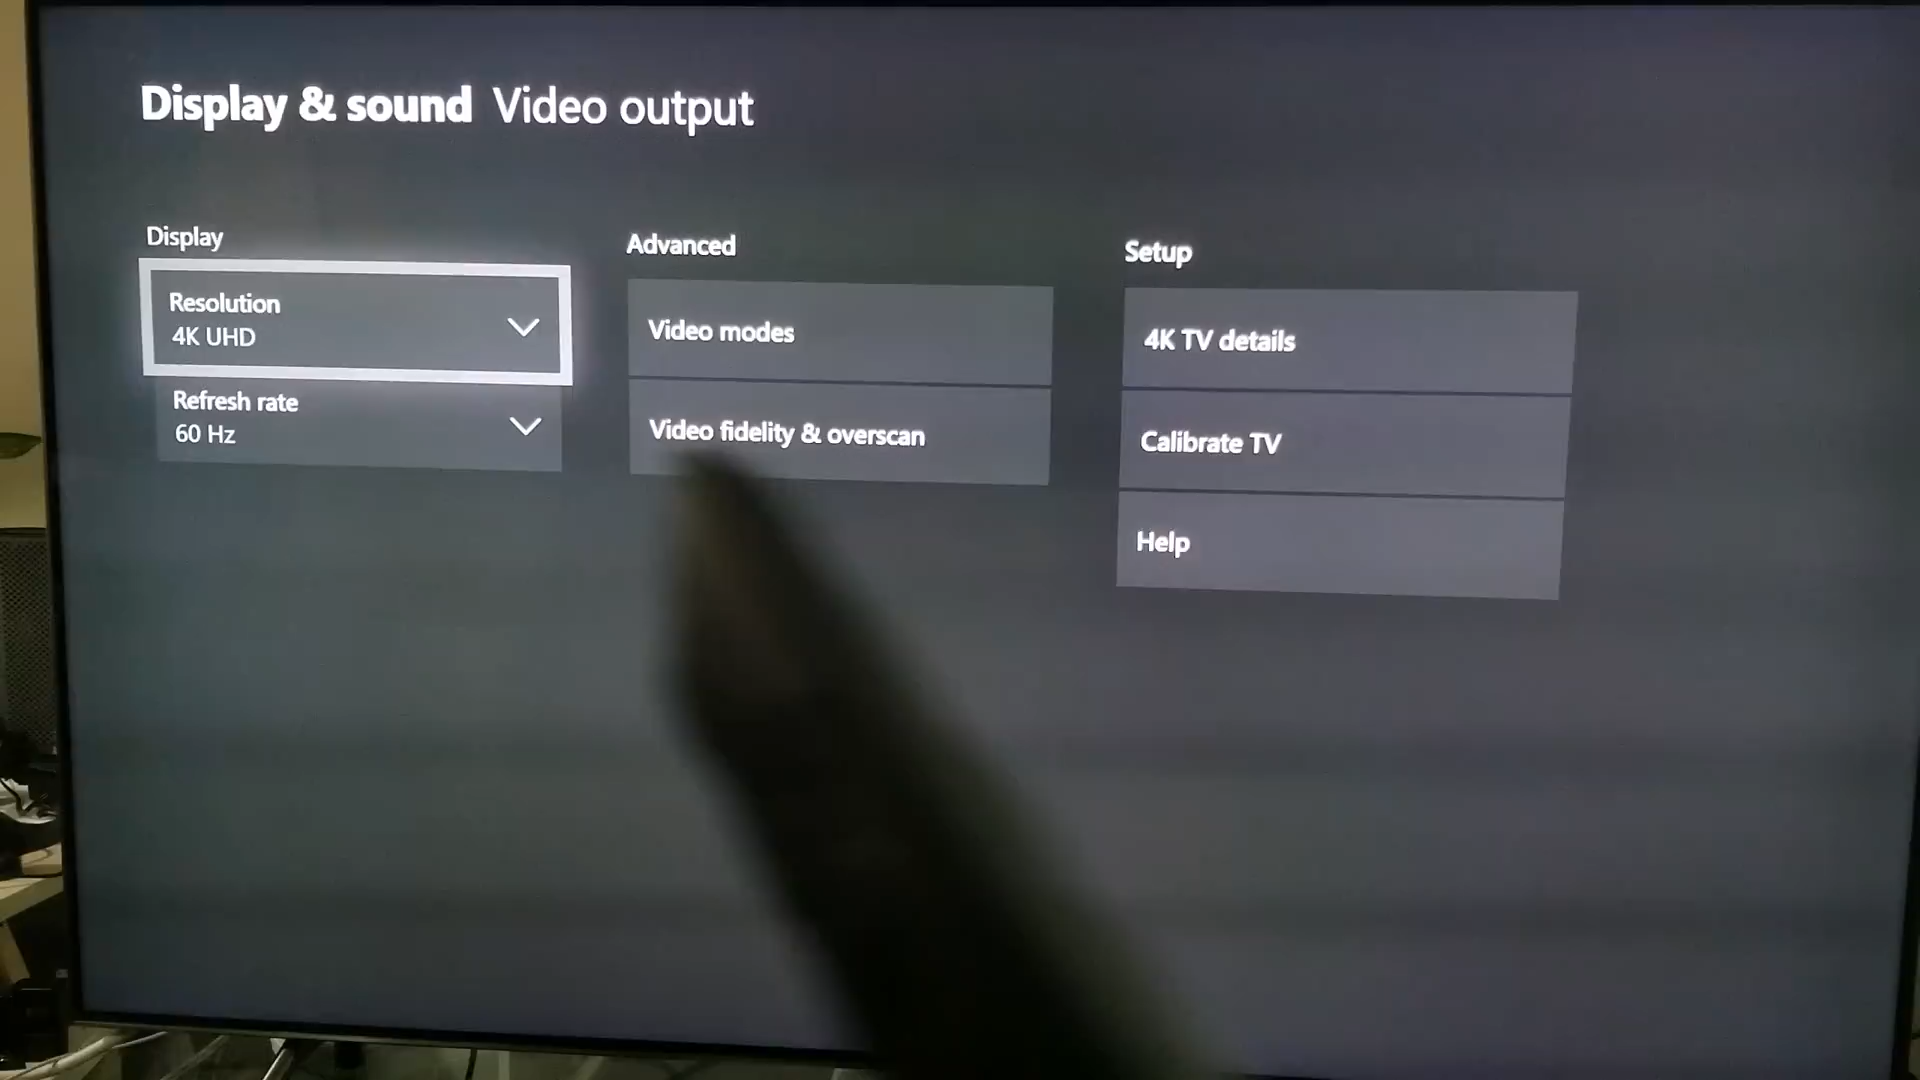 Display & sound Video output
Display
Resolution
4K UHD
Refresh rate
60 Hz
Advanced
Video modes
Video fidelity & overscan
Setup
4K TV details
Calibrate TV
Help